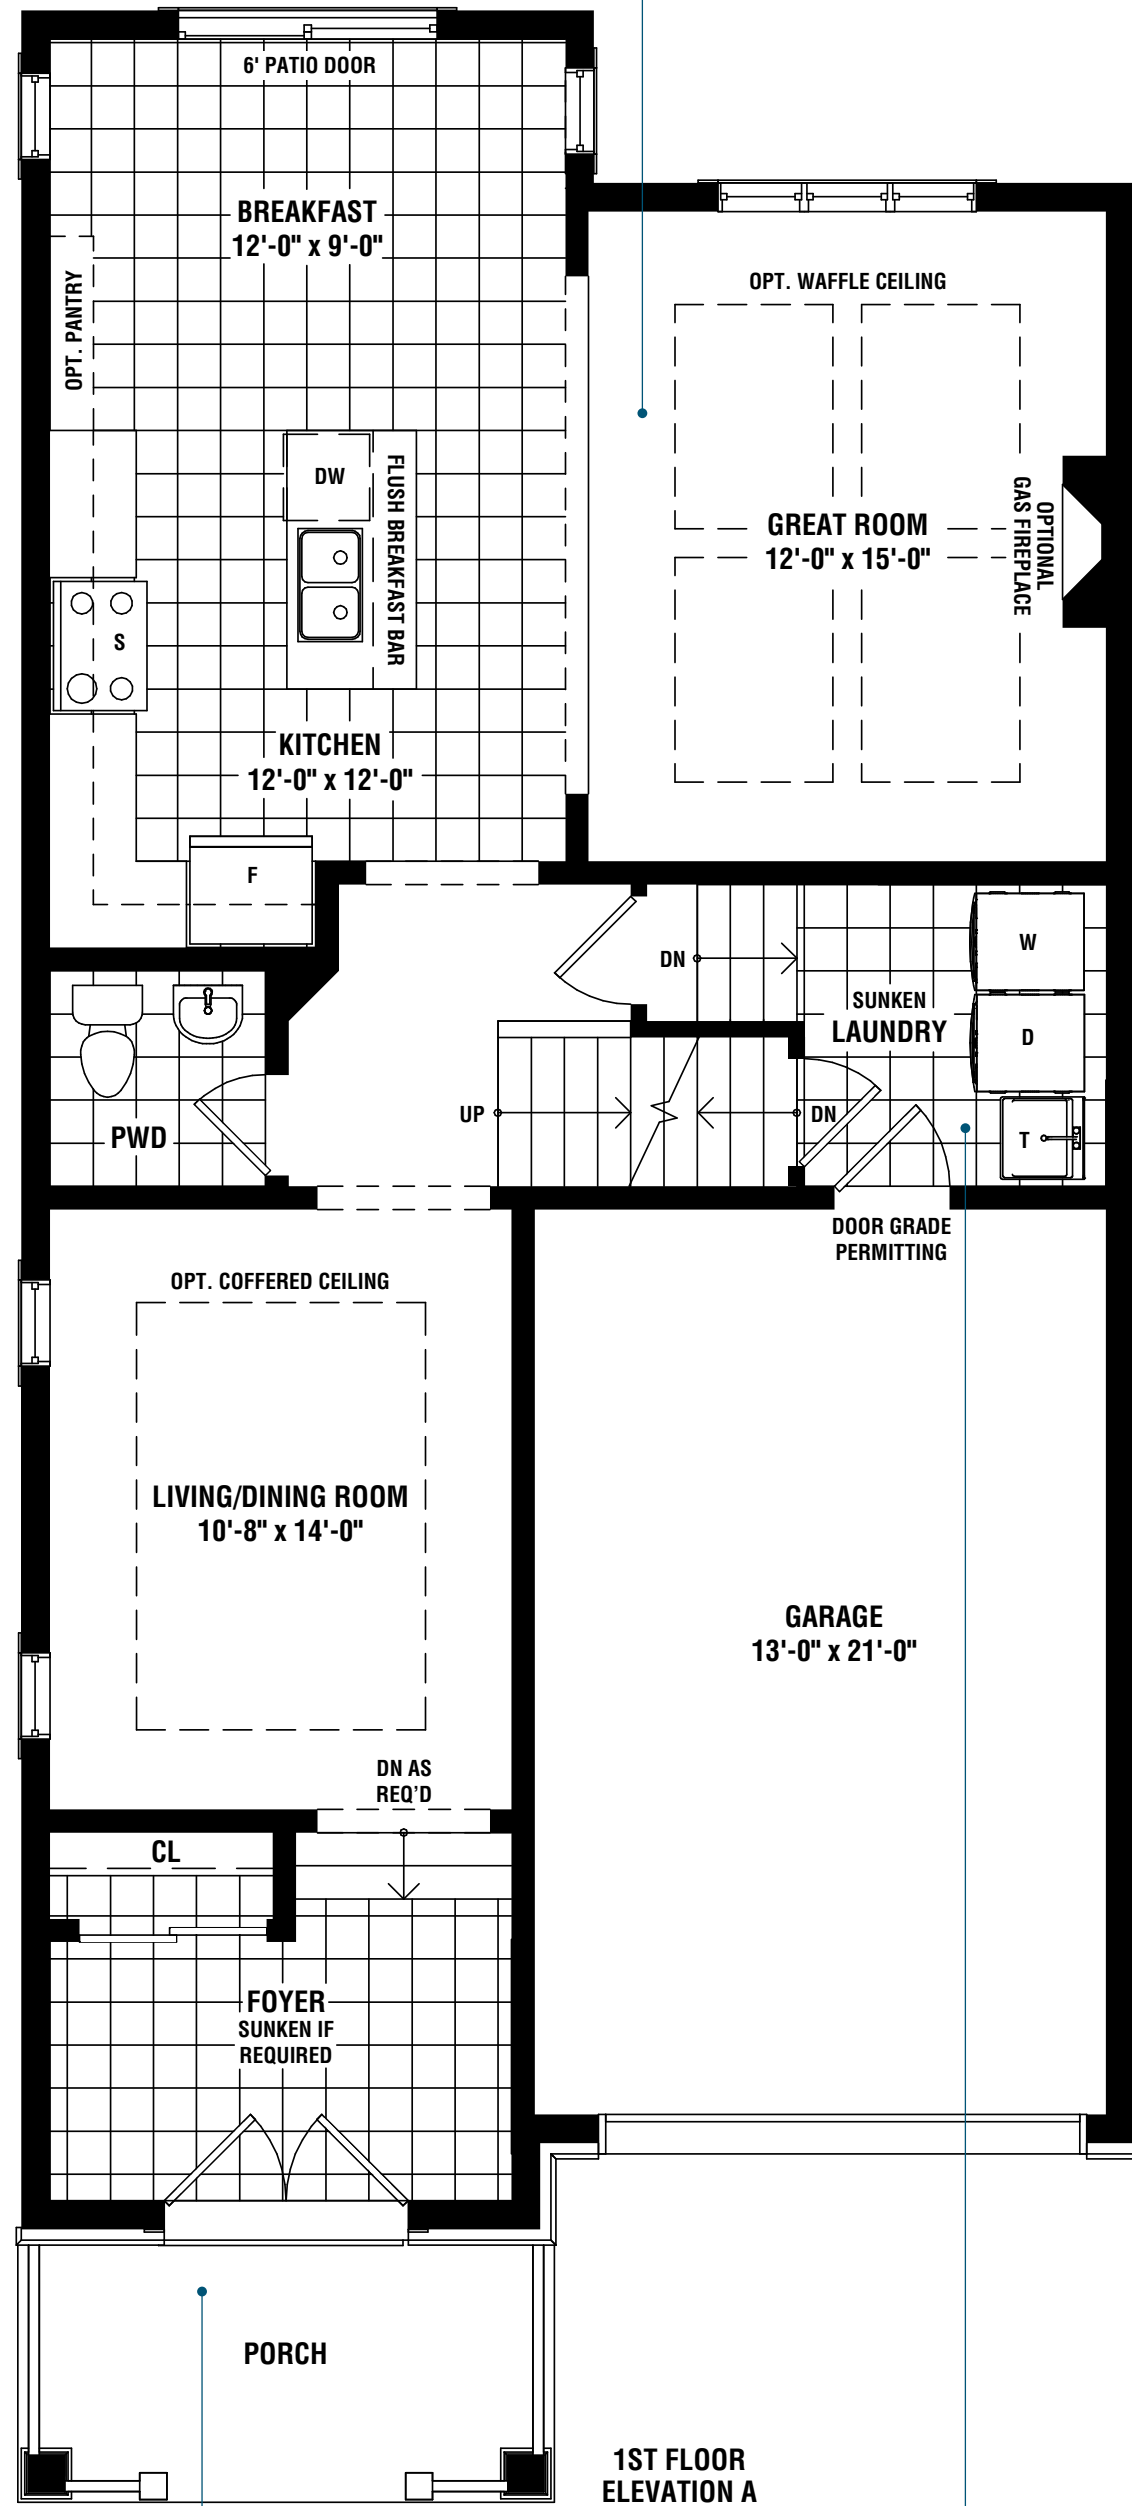 6' PATIO DOOR
BREAKFAST
12'-0" x 9'-0"
OPT. PANTRY
OPT. WAFFLE CEILING
DW
FLUSH BREAKFAST BAR
GREAT ROOM
12'-0" x 15'-0"
OPTIONAL
GAS FIREPLACE
S
KITCHEN
12'-0" x 12'-0"
F
DN
W
SUNKEN
LAUNDRY
D
UP
DN
T
PWD
DOOR GRADE
PERMITTING
OPT. COFFERED CEILING
LIVING/DINING ROOM
10'-8" x 14'-0"
GARAGE
13'-0" x 21'-0"
DN AS
REQ’D
CL
FOYER
SUNKEN IF
REQUIRED
PORCH
1ST FLOOR
ELEVATION A